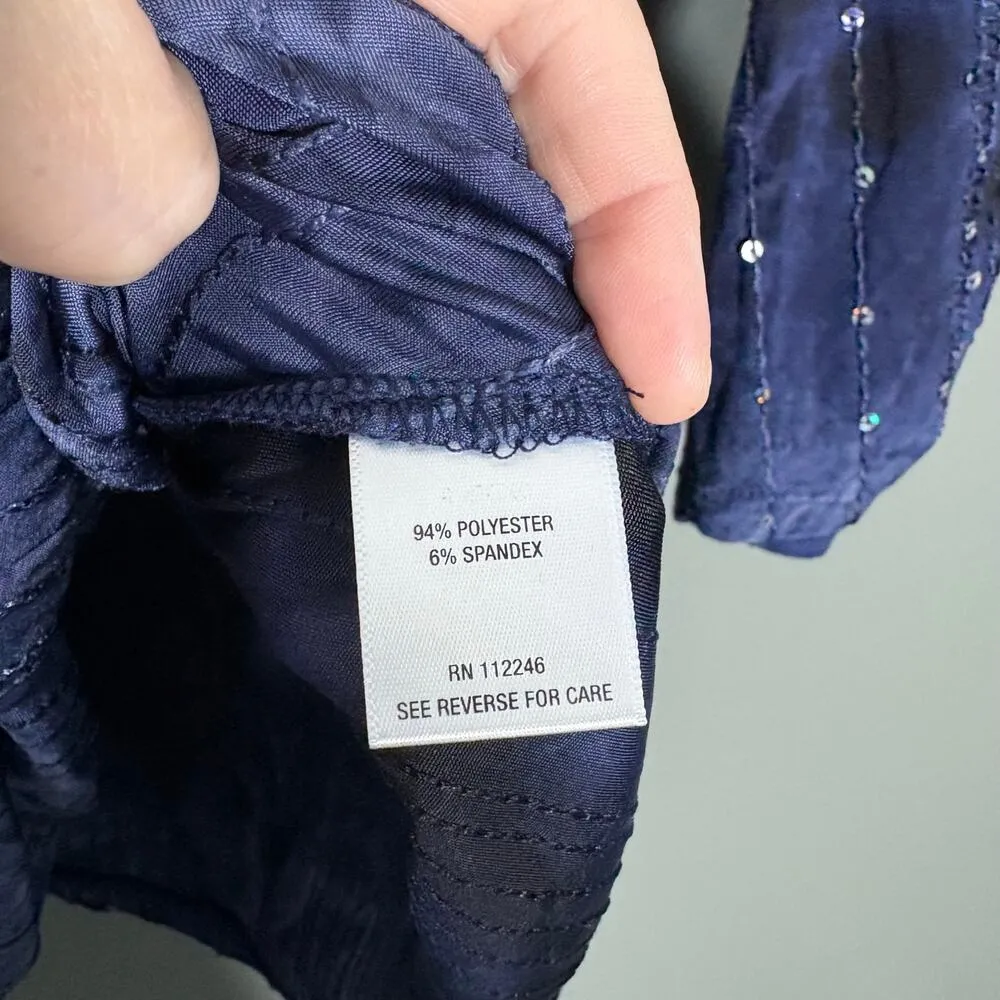 94% POLYESTER
6% SPANDEX
RN 112246
SEE REVERSE FOR CARE